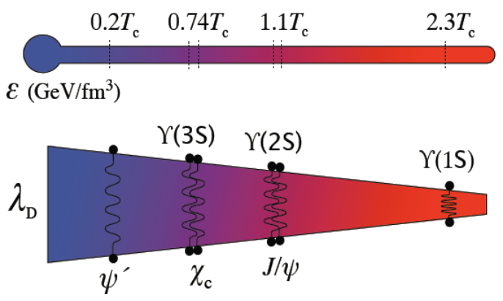 0.2T_c 0.74T_c 1.1T_c 2.3T_c
ε (GeV/fm³)
ϒ(3S) ϒ(2S) ϒ(1S)
λ_D
ψ´ χ_c J/ψ